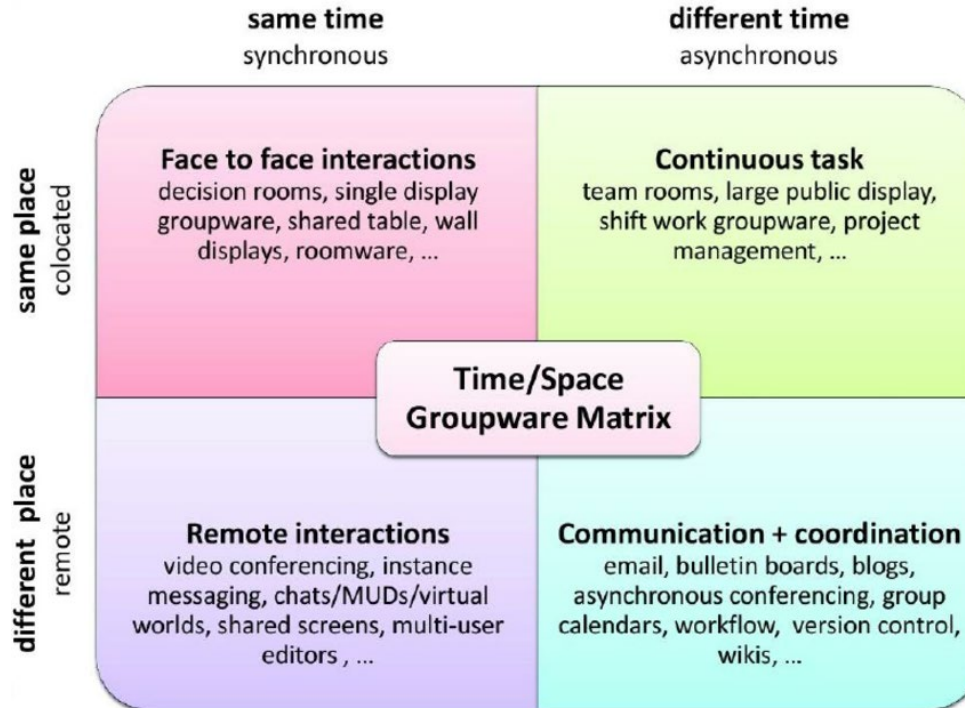 same time
synchronous
different time
asynchronous
same place
colocated
Face to face interactions
decision rooms, single display
groupware, shared table, wall
displays, roomware, ...
Continuous task
team rooms, large public display,
shift work groupware, project
management, ...
Time/Space
Groupware Matrix
different place
remote
Remote interactions
video conferencing, instance
messaging, chats/MUDs/virtual
worlds, shared screens, multi-user
editors , ...
Communication + coordination
email, bulletin boards, blogs,
asynchronous conferencing, group
calendars, workflow, version control,
wikis, ...